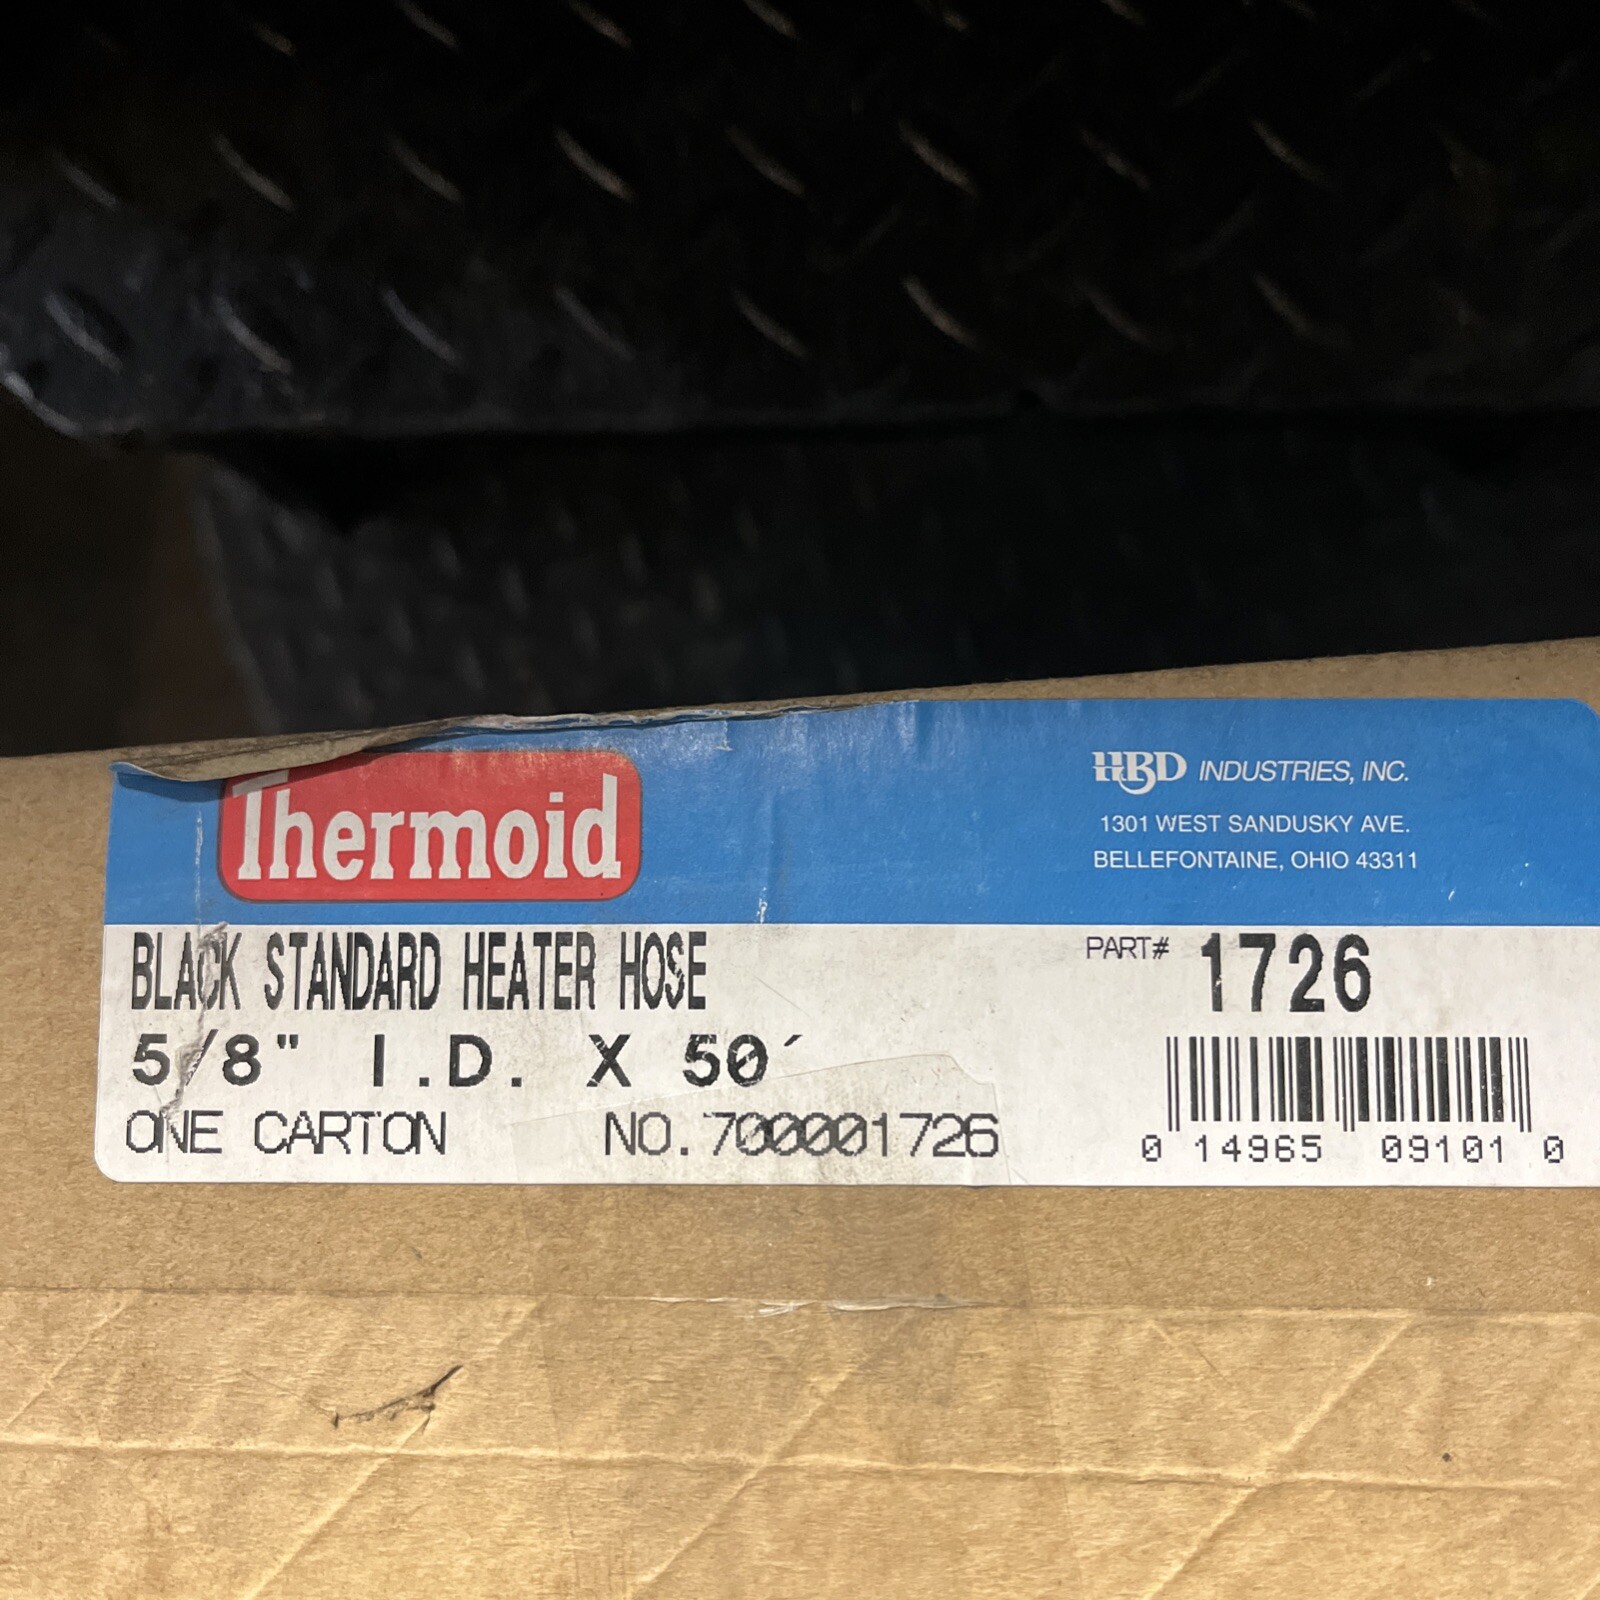 Thermoid
HBD INDUSTRIES, INC.
1301 WEST SANDUSKY AVE.
BELLEFONTAINE, OHIO 43311
BLACK STANDARD HEATER HOSE
PART# 1726
5/8" I.D. X 50´
ONE CARTON NO.700001726
0 14965 09101 0